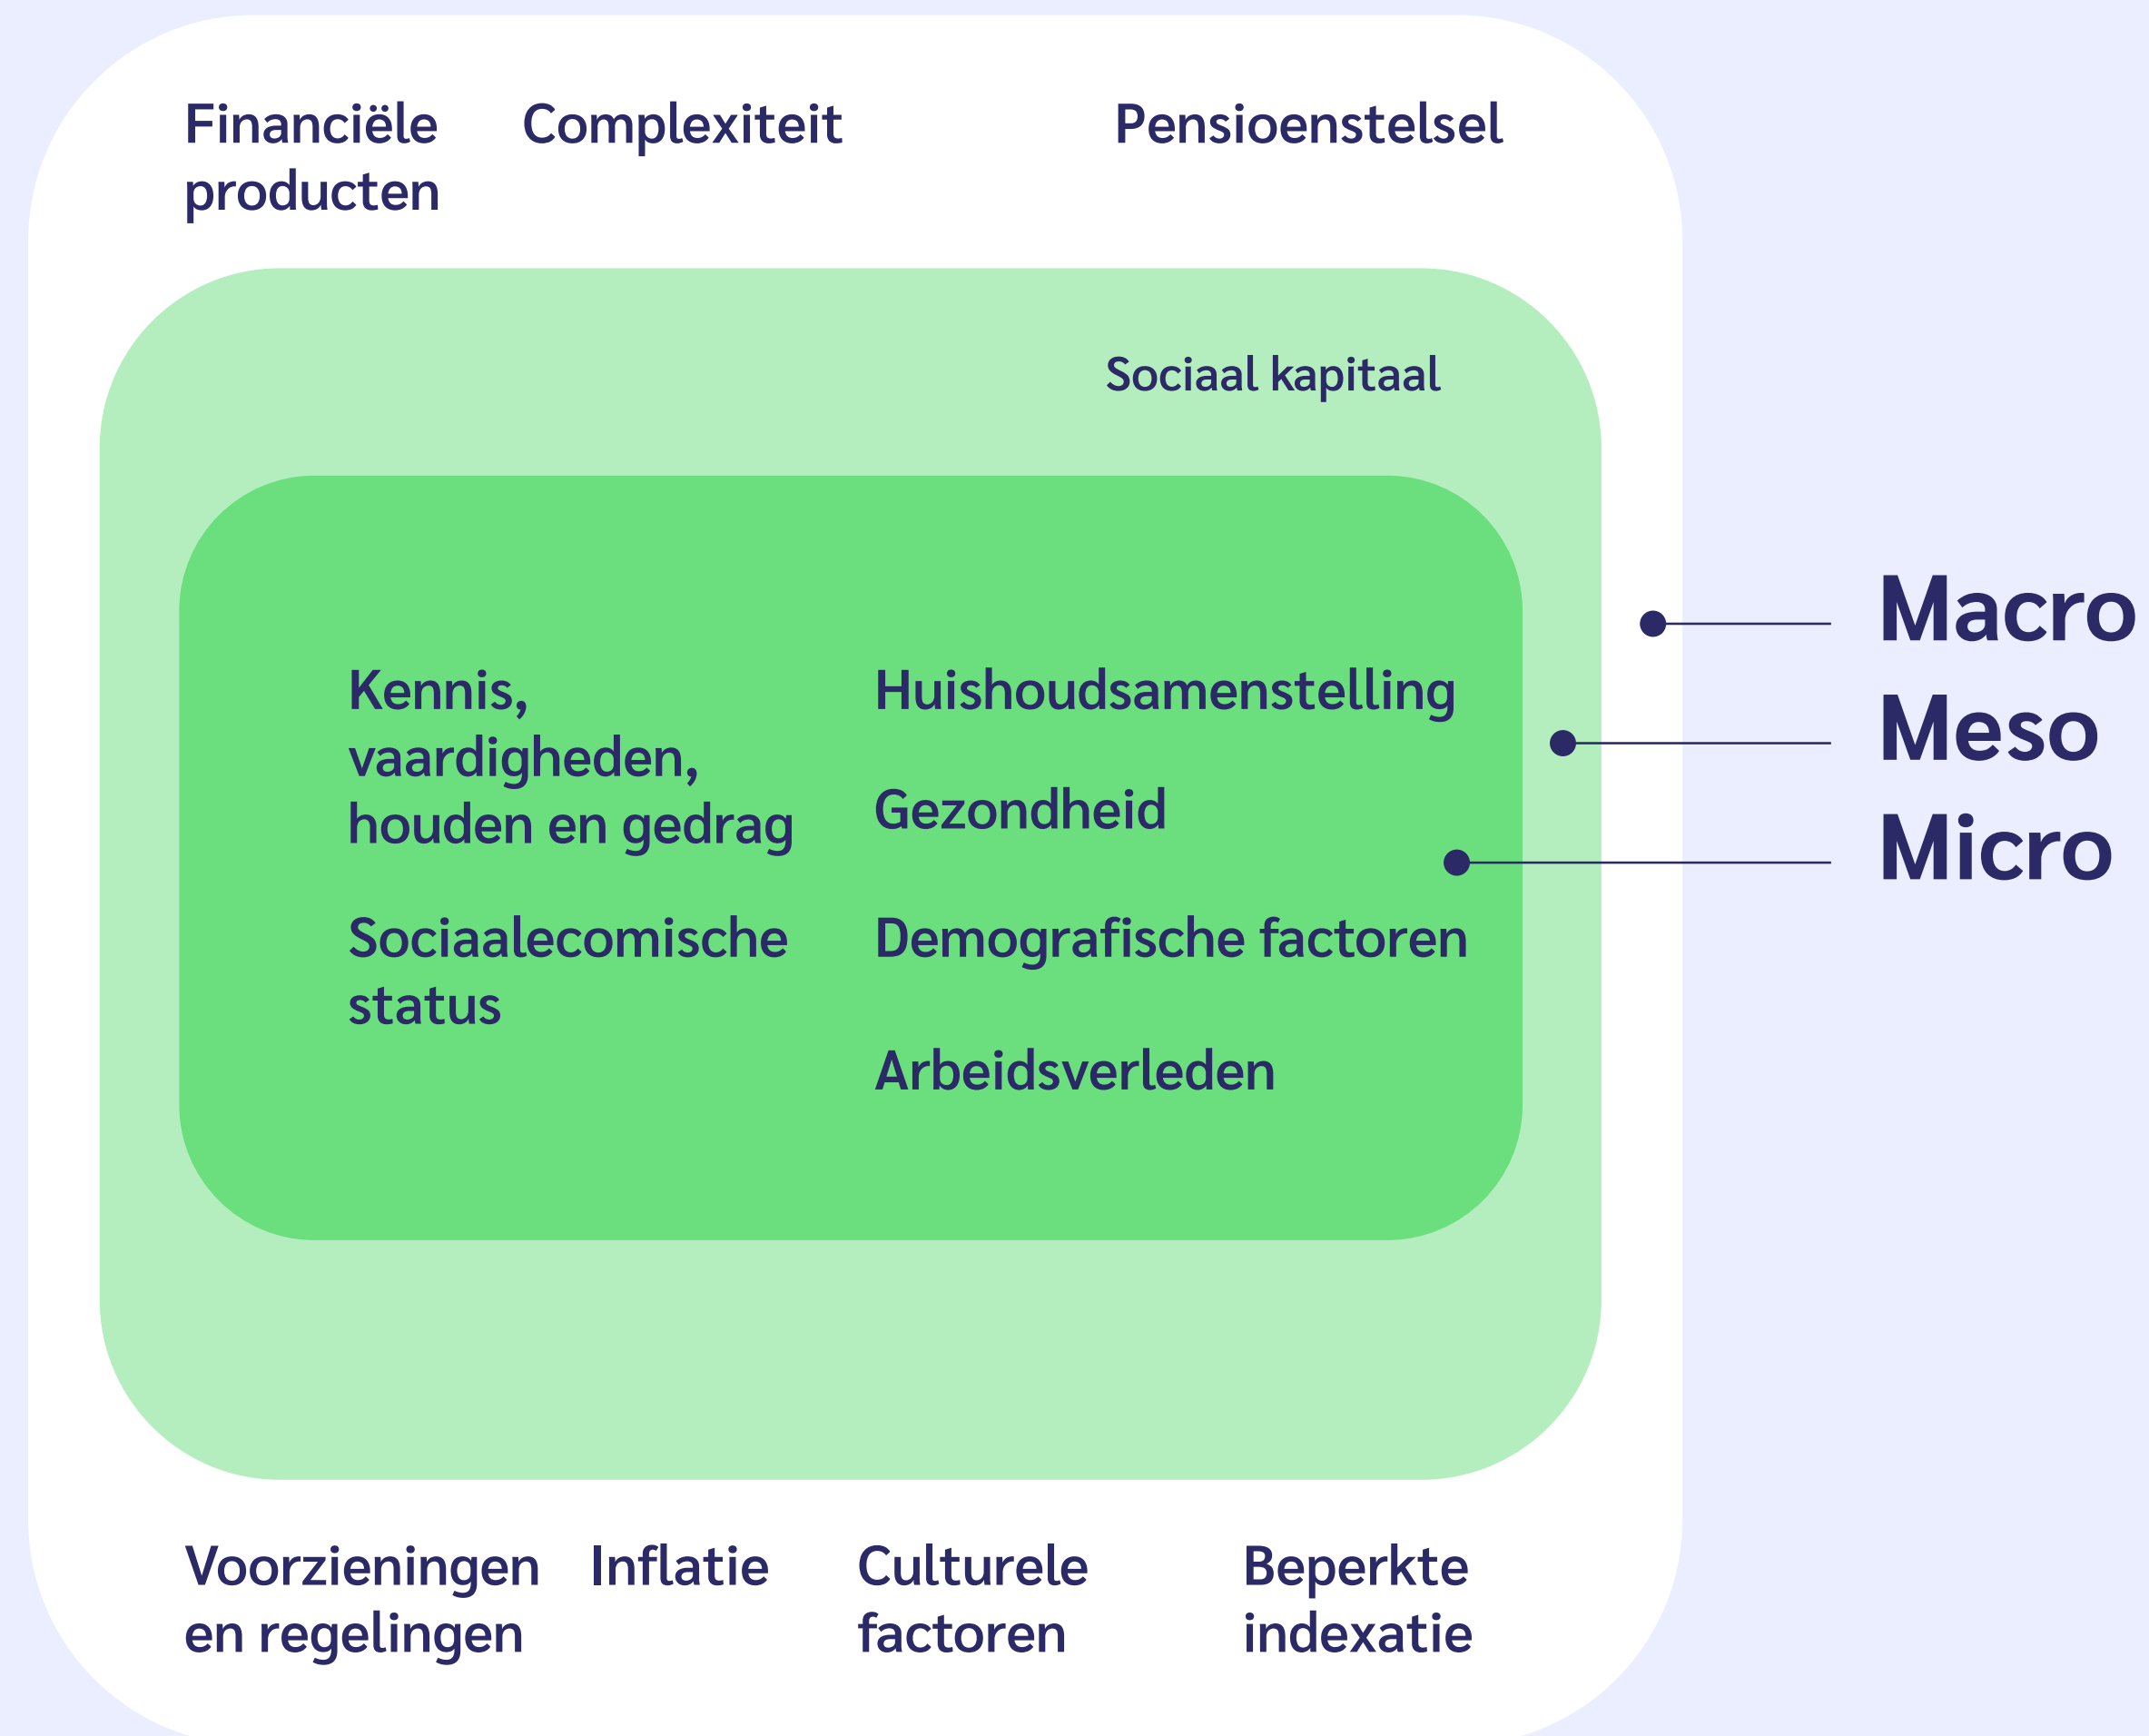 Financiële
producten
Complexiteit
Pensioenstelsel
Sociaal kapitaal
Kennis,
vaardigheden,
houden en gedrag
Sociaalecomische
status
Huishoudsamenstelling
Gezondheid
Demografische factoren
Arbeidsverleden
Macro
Meso
Micro
Voorzieningen
en regelingen
Inflatie
Culturele
factoren
Beperkte
indexatie